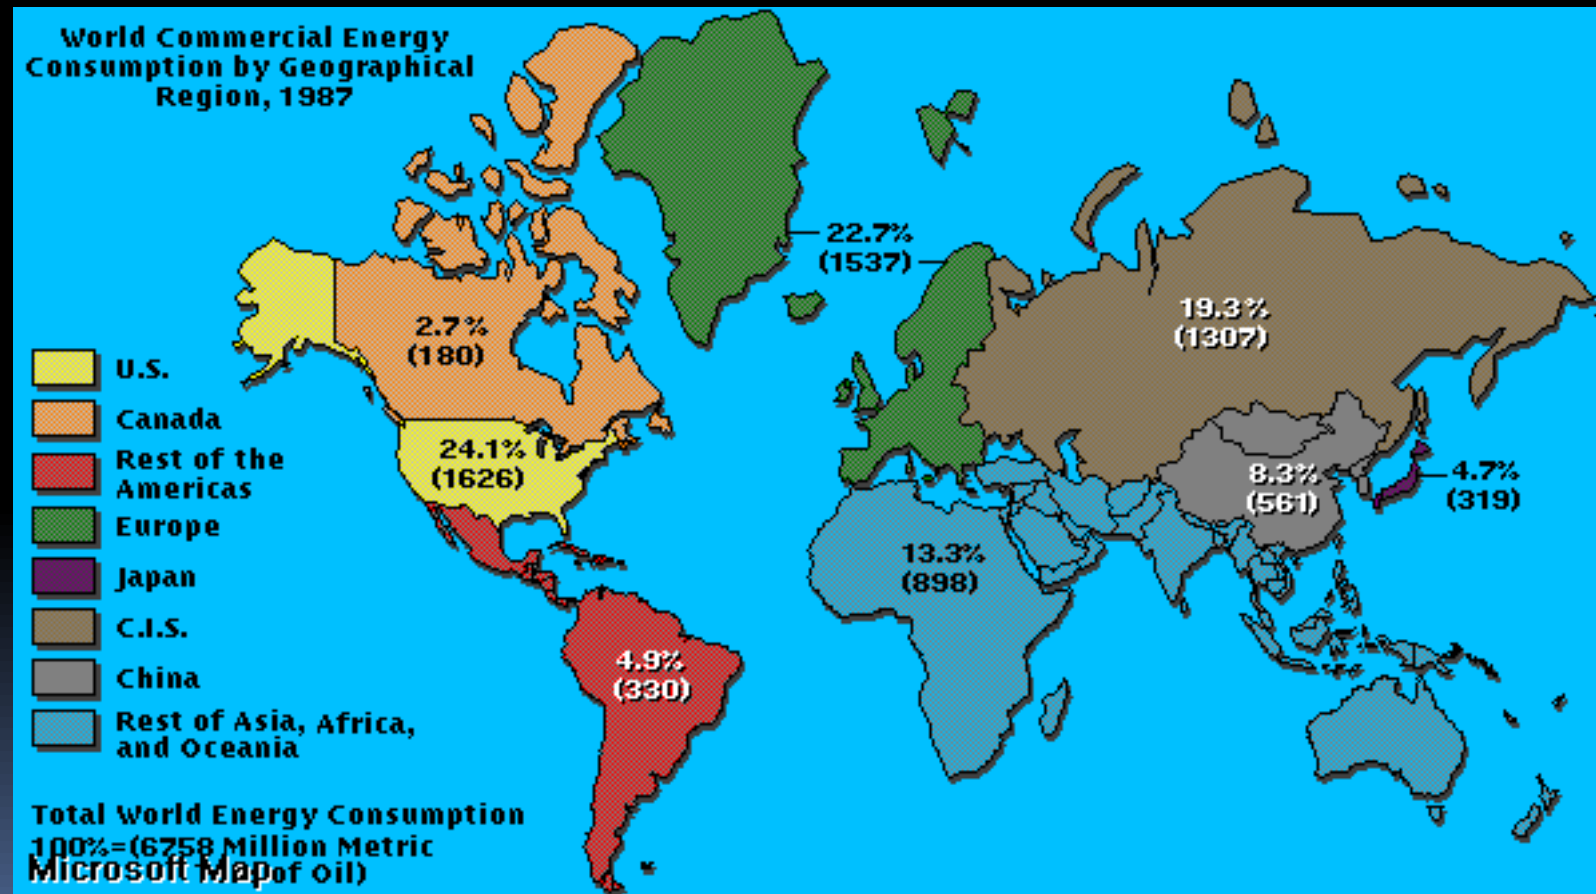 World Commercial Energy
Consumption by Geographical
Region, 1987
22.7%
(1537)
19.3%
(1307)
2.7%
(180)
24.1%
(1626)
8.3%
(561)
4.7%
(319)
13.3%
(898)
4.9%
(330)
U.S.
Canada
Rest of the
Americas
Europe
Japan
C.I.S.
China
Rest of Asia, Africa,
and Oceania
Total World Energy Consumption
100%=(6758 Million Metric
of Oil)
Microsoft Map